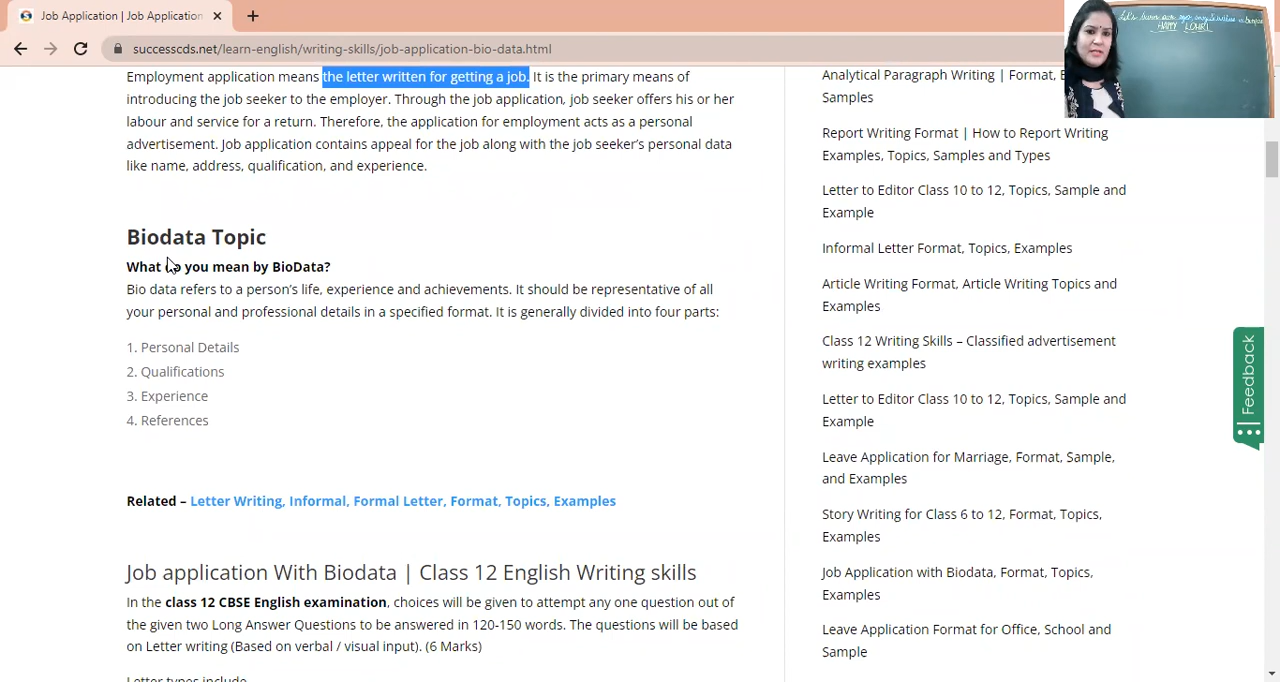 Job Application | Job Application
successcds.net/learn-english/writing-skills/job-application-bio-data.html
HAPPY LOHRI
Employment application means the letter written for getting a job. It is the primary means of
introducing the job seeker to the employer. Through the job application, job seeker offers his or her
labour and service for a return. Therefore, the application for employment acts as a personal
advertisement. Job application contains appeal for the job along with the job seeker's personal data
like name, address, qualification, and experience.
Biodata Topic
What do you mean by BioData?
Bio data refers to a person's life, experience and achievements. It should be representative of all
your personal and professional details in a specified format. It is generally divided into four parts:
1. Personal Details
2. Qualifications
3. Experience
4. References
Related – Letter Writing, Informal, Formal Letter, Format, Topics, Examples
Job application With Biodata | Class 12 English Writing skills
In the class 12 CBSE English examination, choices will be given to attempt any one question out of
the given two Long Answer Questions to be answered in 120-150 words. The questions will be based
on Letter writing (Based on verbal / visual input). (6 Marks)
Letter types include
Analytical Paragraph Writing | Format,
Samples
Report Writing Format | How to Report Writing
Examples, Topics, Samples and Types
Letter to Editor Class 10 to 12, Topics, Sample and
Example
Informal Letter Format, Topics, Examples
Article Writing Format, Article Writing Topics and
Examples
Class 12 Writing Skills – Classified advertisement
writing examples
Letter to Editor Class 10 to 12, Topics, Sample and
Example
Leave Application for Marriage, Format, Sample,
and Examples
Story Writing for Class 6 to 12, Format, Topics,
Examples
Job Application with Biodata, Format, Topics,
Examples
Leave Application Format for Office, School and
Sample
Feedback